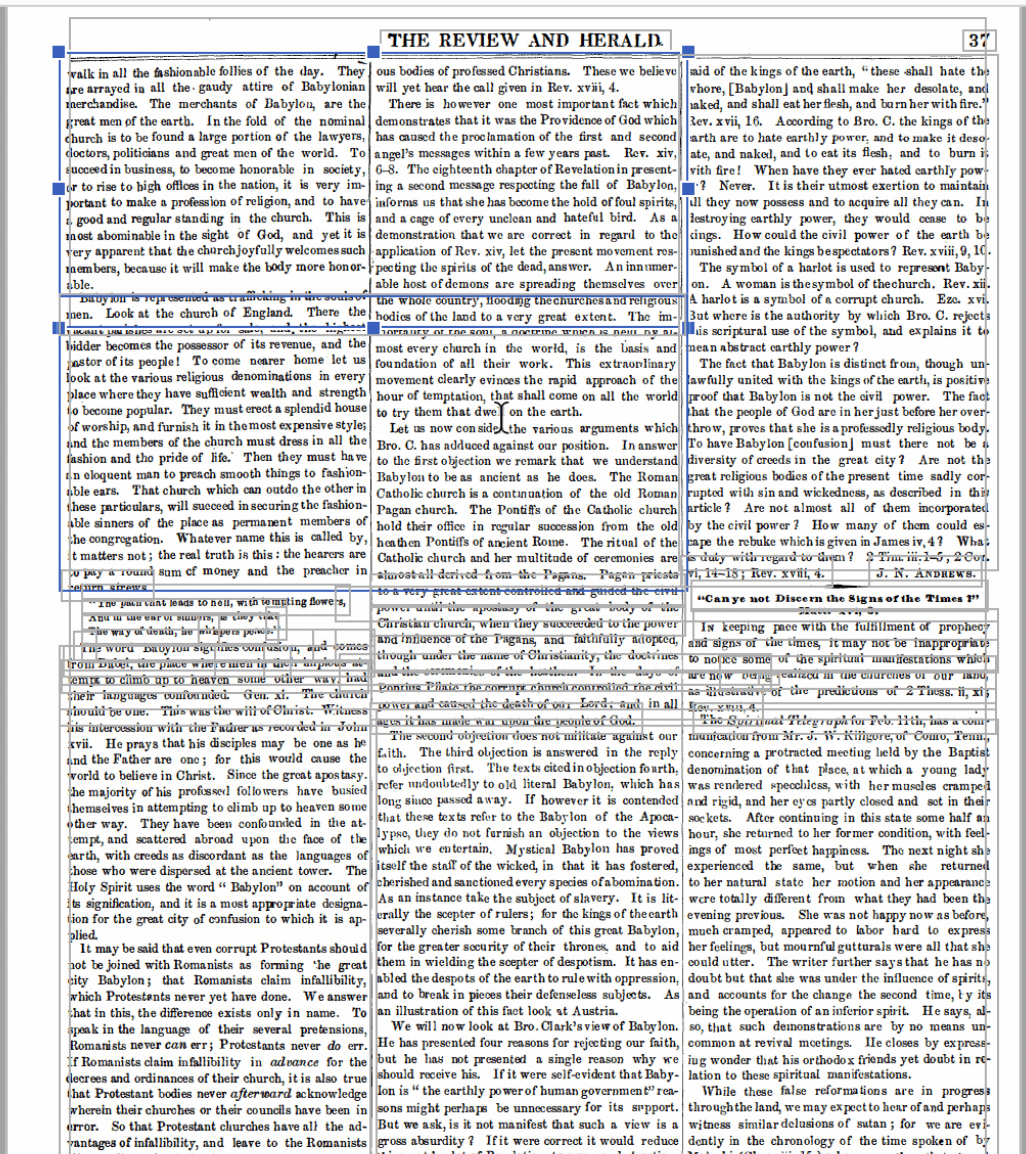 THE REVIEW AND HERALD.
37
walk in all the fashionable follies of the day. They
are arrayed in all the gaudy attire of Babylonian
merchandise. The merchants of Babylon, are the
great men of the earth. In the fold of the nominal
church is to be found a large portion of the lawyers,
doctors, politicians and great men of the world. To
succeed in business, to become honorable in society,
or to rise to high offices in the nation, it is very im-
portant to make a profession of religion, and to have
a good and regular standing in the church. This is
most abominable in the sight of God, and yet it is
very apparent that the church joyfully welcomes such
members, because it will make the body more honor-
able.
Babylon is represented as trafficking in the souls of
men. Look at the church of England. There the
vacant parishes are set up for sale, and the highest
bidder becomes the possessor of its revenue, and the
pastor of its people! To come nearer home let us
look at the various religious denominations in every
place where they have sufficient wealth and strength
to become popular. They must erect a splendid house
of worship, and furnish it in the most expensive style;
and the members of the church must dress in all the
fashion and the pride of life. Then they must have
an eloquent man to preach smooth things to fashion-
able ears. That church which can outdo the other in
these particulars, will succeed in securing the fashion-
able sinners of the place as permanent members of
the congregation. Whatever name this is called by,
it matters not; the real truth is this: the hearers are
to pay a round sum of money and the preacher in
return strews
"The path that leads to hell, with tempting flowers,
And in the ear of sinners, as they
The way of death, he whispers peace."
The word Babylon signifies confusion, and comes
from Babel, the place where men in their impious at-
tempt to climb up to heaven some other way, had
their languages confounded. Gen. xi. The church
should be one. This was the will of Christ. Witness
his intercession with the Father as recorded in John
xvii. He prays that his disciples may be one as he
and the Father are one; for this would cause the
world to believe in Christ. Since the great apostasy,
the majority of his professed followers have busied
themselves in attempting to climb up to heaven some
other way. They have been confounded in the at-
tempt, and scattered abroad upon the face of the
earth, with creeds as discordant as the languages of
those who were dispersed at the ancient tower. The
Holy Spirit uses the word "Babylon" on account of
its signification, and it is a most appropriate designa-
tion for the great city of confusion to which it is ap-
plied.
It may be said that even corrupt Protestants should
not be joined with Romanists as forming the great
city Babylon; that Romanists claim infallibility,
which Protestants never yet have done. We answer
that in this, the difference exists only in name. To
speak in the language of their several pretensions,
Romanists never can err; Protestants never do err.
If Romanists claim infallibility in advance for the
decrees and ordinances of their church, it is also true
that Protestant bodies never afterward acknowledge
wherein their churches or their councils have been in
error. So that Protestant churches have all the ad-
vantages of infallibility, and leave to the Romanists
ous bodies of professed Christians. These we believe
will yet hear the call given in Rev. xviii, 4.
There is however one most important fact which
demonstrates that it was the Providence of God which
has caused the proclamation of the first and second
angel's messages within a few years past. Rev. xiv,
6–8. The eighteenth chapter of Revelation in present-
ing a second message respecting the fall of Babylon,
informs us that she has become the hold of foul spirits,
and a cage of every unclean and hateful bird. As a
demonstration that we are correct in regard to the
application of Rev. xiv, let the present movement res-
pecting the spirits of the dead, answer. An innumer-
able host of demons are spreading themselves over
the whole country, flooding the churches and religious
bodies of the land to a very great extent. The im-
mortality of the soul, a doctrine which is held by al-
most every church in the world, is the basis and
foundation of all their work. This extraordinary
movement clearly evinces the rapid approach of the
hour of temptation, that shall come on all the world
to try them that dwe on the earth.
Let us now conside the various arguments which
Bro. C. has adduced against our position. In answer
to the first objection we remark that we understand
Babylon to be as ancient as he does. The Roman
Catholic church is a continuation of the old Roman
Pagan church. The Pontiffs of the Catholic church
hold their office in regular succession from the old
heathen Pontiffs of ancient Rome. The ritual of the
Catholic church and her multitude of ceremonies are
almost all derived from the Pagans. Pagan priests
to a very great extent controlled and guided the civil
power until the apostasy of the great body of the
Christian church, when they succeeded to the power
and influence of the Pagans, and faithfully adopted,
though under the name of Christianity, the doctrines
and the ceremonies of the heathen. In the days of
Pontius Pilate the corrupt church controlled the civil
power and caused the death of our Lord; and in all
ages it has made war upon the people of God.
The second objection does not militate against our
faith. The third objection is answered in the reply
to objection first. The texts cited in objection fourth,
refer undoubtedly to old literal Babylon, which has
long since passed away. If however it is contended
that these texts refer to the Babylon of the Apoca-
lypse, they do not furnish an objection to the views
which we entertain. Mystical Babylon has proved
itself the staff of the wicked, in that it has fostered,
cherished and sanctioned every species of abomination.
As an instance take the subject of slavery. It is lit-
erally the scepter of rulers; for the kings of the earth
severally cherish some branch of this great Babylon,
for the greater security of their thrones, and to aid
them in wielding the scepter of despotism. It has en-
abled the despots of the earth to rule with oppression,
and to break in pieces their defenseless subjects. As
an illustration of this fact look at Austria.
We will now look at Bro. Clark's view of Babylon.
He has presented four reasons for rejecting our faith,
but he has not presented a single reason why we
should receive his. If it were self-evident that Baby-
lon is "the earthly power of human government" rea-
sons might perhaps be unnecessary for its support.
But we ask, is it not manifest that such a view is a
gross absurdity? If it were correct it would reduce
said of the kings of the earth, "these shall hate the
whore, [Babylon] and shall make her desolate, and
naked, and shall eat her flesh, and burn her with fire."
Rev. xvii, 16. According to Bro. C. the kings of the
earth are to hate earthly power, and to make it deso-
late, and naked, and to eat its flesh, and to burn it
with fire! When have they ever hated earthly pow-
er? Never. It is their utmost exertion to maintain
all they now possess and to acquire all they can. In
destroying earthly power, they would cease to be
kings. How could the civil power of the earth be
punished and the kings be spectators? Rev. xviii, 9, 10.
The symbol of a harlot is used to represent Baby-
lon. A woman is the symbol of the church. Rev. xii.
A harlot is a symbol of a corrupt church. Eze. xvi.
But where is the authority by which Bro. C. rejects
this scriptural use of the symbol, and explains it to
mean abstract earthly power?
The fact that Babylon is distinct from, though un-
lawfully united with the kings of the earth, is positive
proof that Babylon is not the civil power. The fact
that the people of God are in her just before her over-
throw, proves that she is a professedly religious body.
To have Babylon [confusion] must there not be a
diversity of creeds in the great city? Are not the
great religious bodies of the present time sadly cor-
rupted with sin and wickedness, as described in this
article? Are not almost all of them incorporated
by the civil power? How many of them could es-
cape the rebuke which is given in James iv, 4? What
is duty with regard to them? 2 Tim. iii, 1–5; 2 Cor.
vi, 14–18; Rev. xviii, 4. J. N. ANDREWS.
"Can ye not Discern the Signs of the Times?"
Matt. xvi, 3.
IN keeping pace with the fulfillment of prophecy
and signs of the times, it may not be inappropriate
to notice some of the spiritual manifestations which
are now being realized in the churches of our land,
as illustrative of the predictions of 2 Thess. ii, xi;
Rev. xviii, 4.
The Spiritual Telegraph for Feb. 11th, has a com-
munication from Mr. J. W. Killgore, of Como, Tenn.,
concerning a protracted meeting held by the Baptist
denomination of that place, at which a young lady
was rendered speechless, with her muscles cramped
and rigid, and her eyes partly closed and set in their
sockets. After continuing in this state some half an
hour, she returned to her former condition, with feel-
ings of most perfect happiness. The next night she
experienced the same, but when she returned
to her natural state her motion and her appearance
were totally different from what they had been the
evening previous. She was not happy now as before,
much cramped, appeared to labor hard to express
her feelings, but mournful gutturals were all that she
could utter. The writer further says that he has no
doubt but that she was under the influence of spirits,
and accounts for the change the second time, by its
being the operation of an inferior spirit. He says, al-
so, that such demonstrations are by no means un-
common at revival meetings. He closes by express-
ing wonder that his orthodox friends yet doubt in re-
lation to these spiritual manifestations.
While these false reformations are in progress
through the land, we may expect to hear of and perhaps
witness similar delusions of satan; for we are evi-
dently in the chronology of the time spoken of by